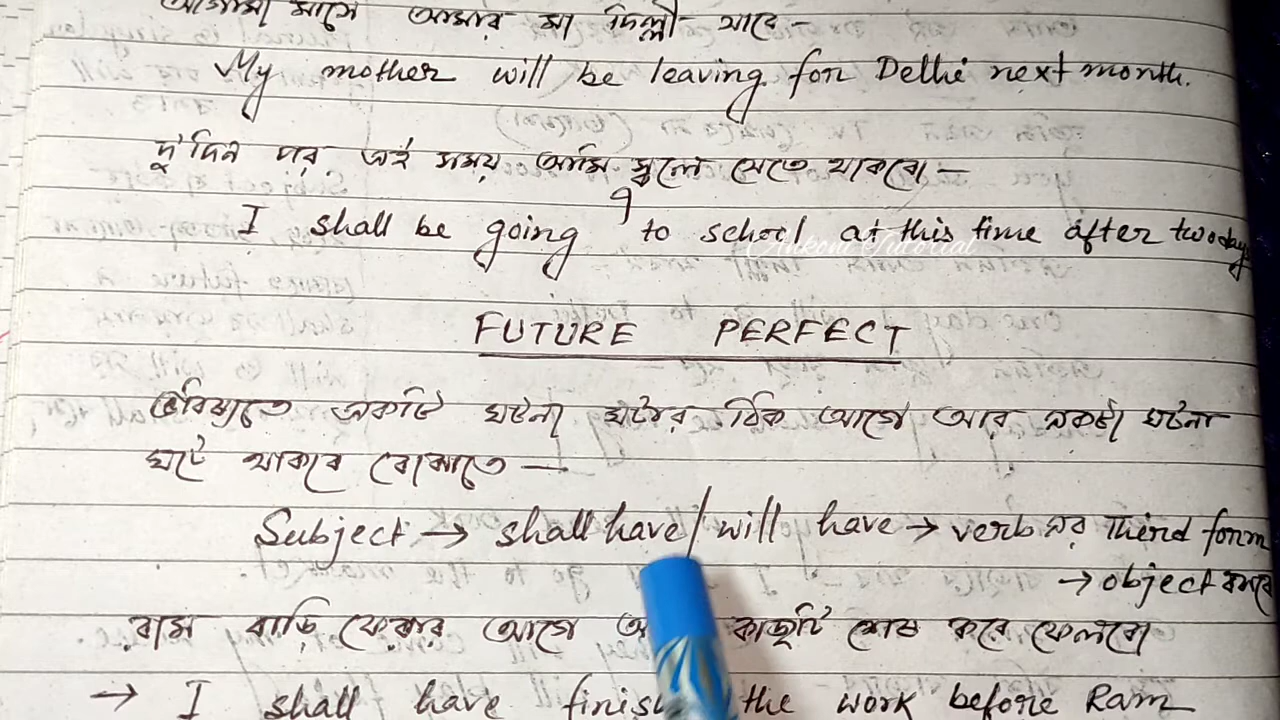 আগামী মাসে আমার মা দিল্লী যাবে –
My mother will be leaving for Delhi next month.
দু'দিন পর এই সময় আমি স্কুলে যেতে থাকবো –
I shall be going to school at this time after two day
Ankoni Tutorial
FUTURE PERFECT
ভবিষ্যতে একটি ঘটনা ঘটার ঠিক আগে আর একটা ঘটনা
ঘটে থাকবে বোঝাতে –
Subject → shall have/ will have → verb এর Third form
→ object বসবে
রাম বাড়ি ফেরার আগে কাজটি শেষ করে ফেলবো
→ I shall have the work before Ram